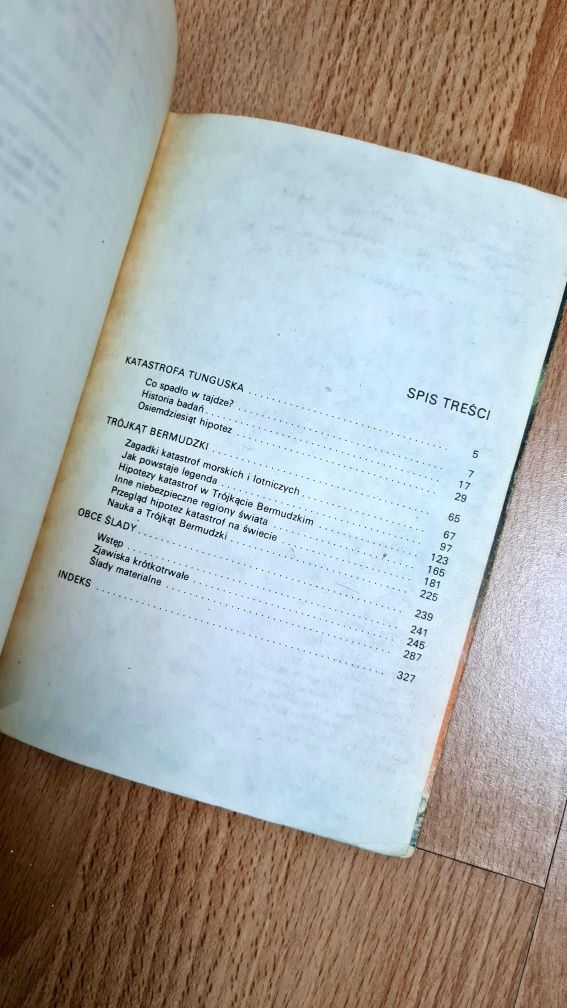 SPIS TREŚCI
KATASTROFA TUNGUSKA 5
Co spadło w tajdze? 7
Historia badań 17
Osiemdziesiąt hipotez 29
TRÓJKĄT BERMUDZKI 65
Zagadki katastrof morskich i lotniczych 67
Jak powstaje legenda 97
Hipotezy katastrof w Trójkącie Bermudzkim 123
Inne niebezpieczne regiony świata 165
Przegląd hipotez katastrof na świecie 181
Nauka a Trójkąt Bermudzki 225
OBCE ŚLADY 239
Wstęp 241
Zjawiska krótkotrwałe 245
Ślady materialne 287
INDEKS 327